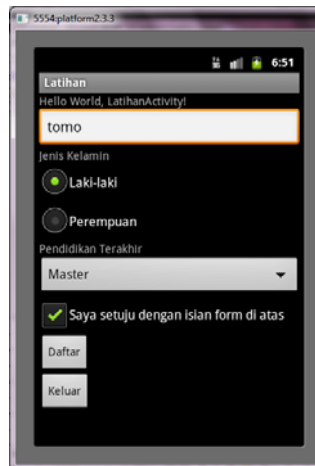 5554:platform2.3.3
6:51
Latihan
Hello World, LatihanActivity!
tomo
Jenis Kelamin
Laki-laki
Perempuan
Pendidikan Terakhir
Master
Saya setuju dengan isian form di atas
Daftar
Keluar